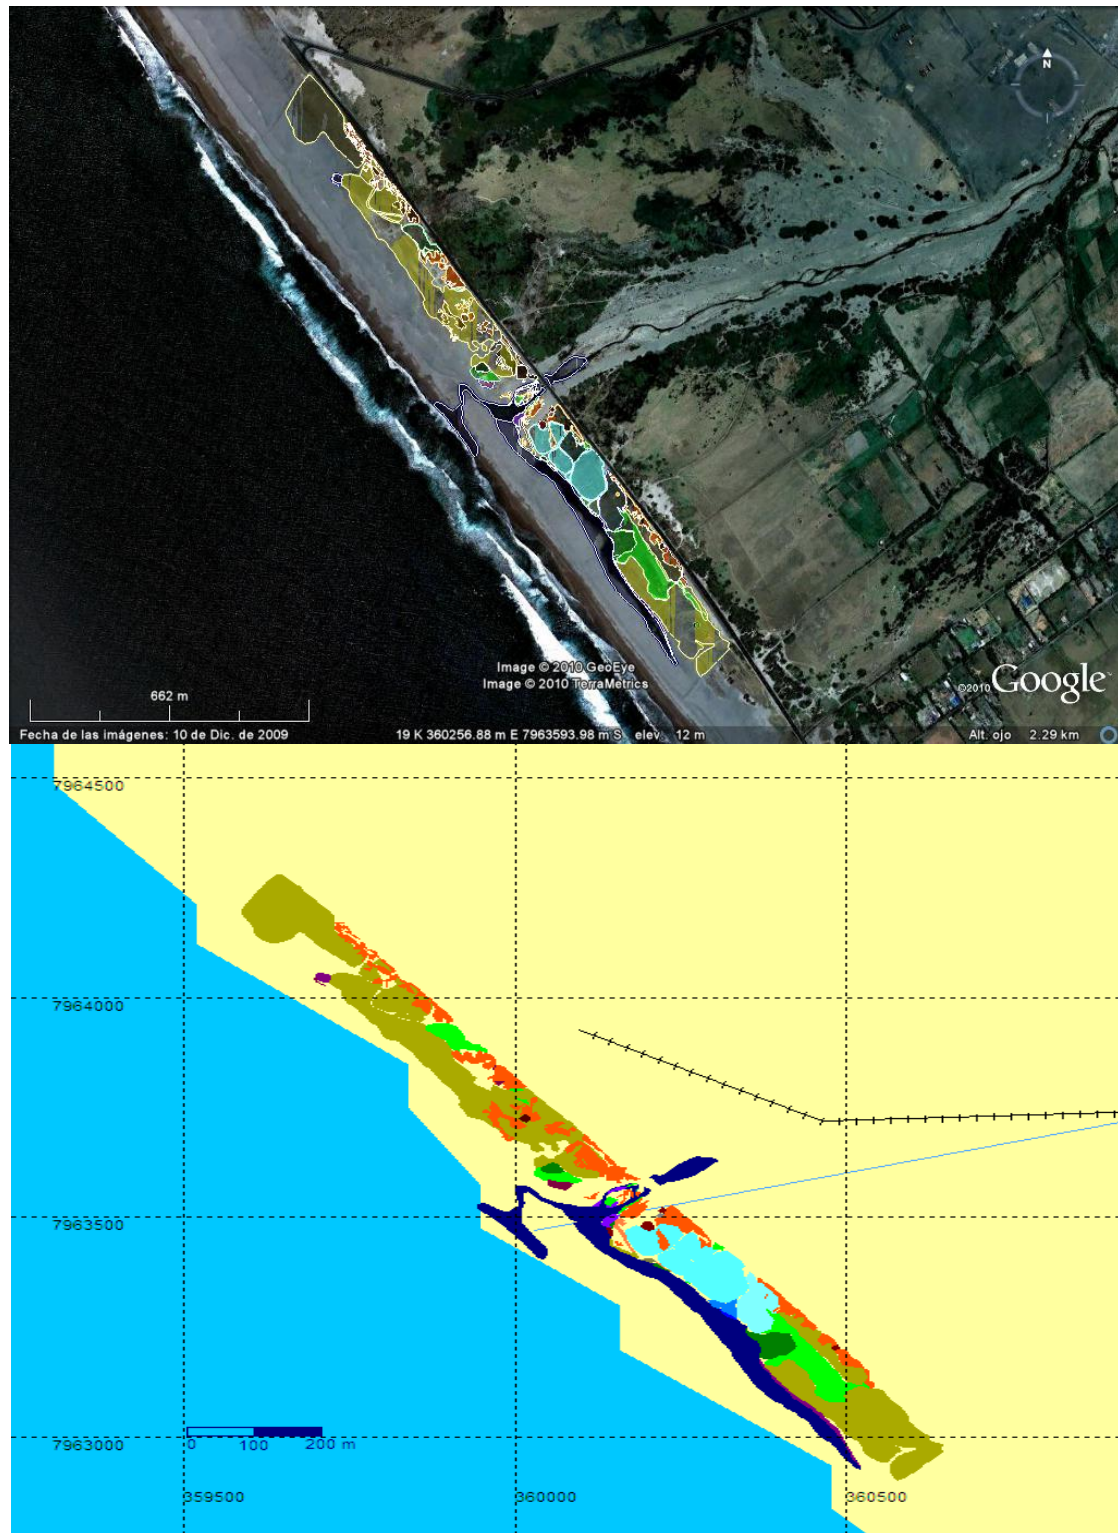 N
Image © 2010 GeoEye
Image © 2010 TerraMetrics
©2010 Google
662 m
Fecha de las imágenes: 10 de Dic. de 2009
19 K 360256.88 m E 7963593.98 m S elev. 12 m
Alt. ojo 2.29 km
7964500
7964000
7963500
7963000
0 100 200 m
359500 360000 360500